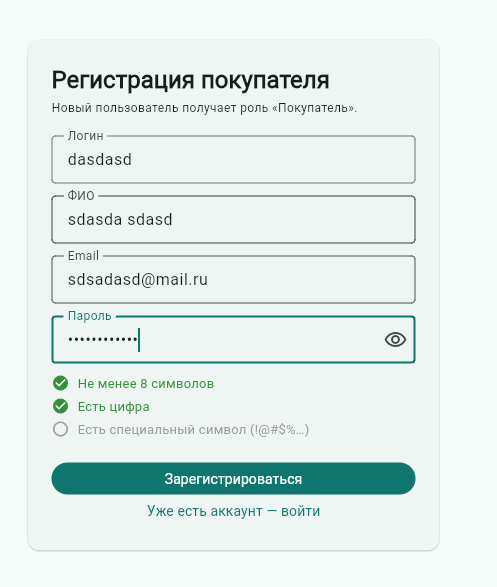 Регистрация покупателя
Новый пользователь получает роль «Покупатель».
Логин
dasdasd
ФИО
sdasda sdasd
Email
sdsadasd@mail.ru
Пароль
••••••••••••
Не менее 8 символов
Есть цифра
Есть специальный символ (!@#$%…)
Зарегистрироваться
Уже есть аккаунт — войти